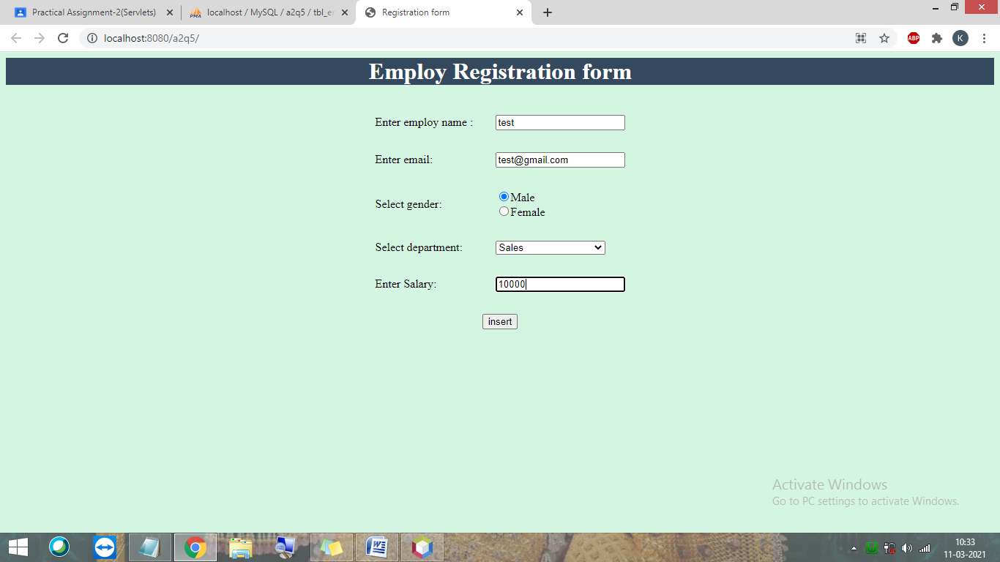 Practical Assignment-2(Servlets)
localhost / MySQL / a2q5 / tbl_er
Registration form
localhost:8080/a2q5/
ABP
K
Employ Registration form
Enter employ name :
test
Enter email:
test@gmail.com
Select gender:
Male
Female
Select department:
Sales
Enter Salary:
10000
insert
Activate Windows
Go to PC settings to activate Windows.
10:33
11-03-2021